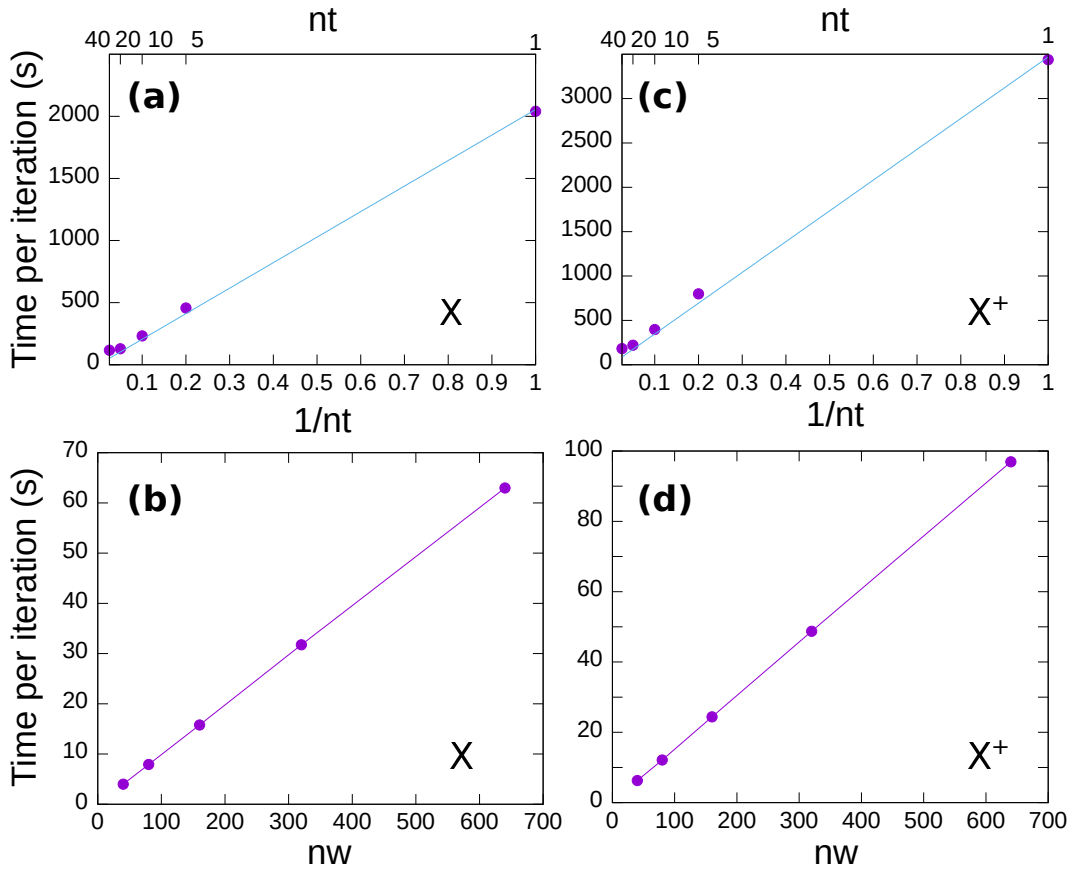 nt
40 20 10 5 1
(a)
Time per iteration (s)
2000
1500
1000
500
0
X
0.1 0.2 0.3 0.4 0.5 0.6 0.7 0.8 0.9 1
1/nt
nt
40 20 10 5 1
(c)
3500
3000
2500
2000
1500
1000
500
0
X+
0.1 0.2 0.3 0.4 0.5 0.6 0.7 0.8 0.9 1
1/nt
(b)
Time per iteration (s)
70
60
50
40
30
20
10
0
X
0 100 200 300 400 500 600 700
nw
(d)
100
80
60
40
20
0
X+
0 100 200 300 400 500 600 700
nw